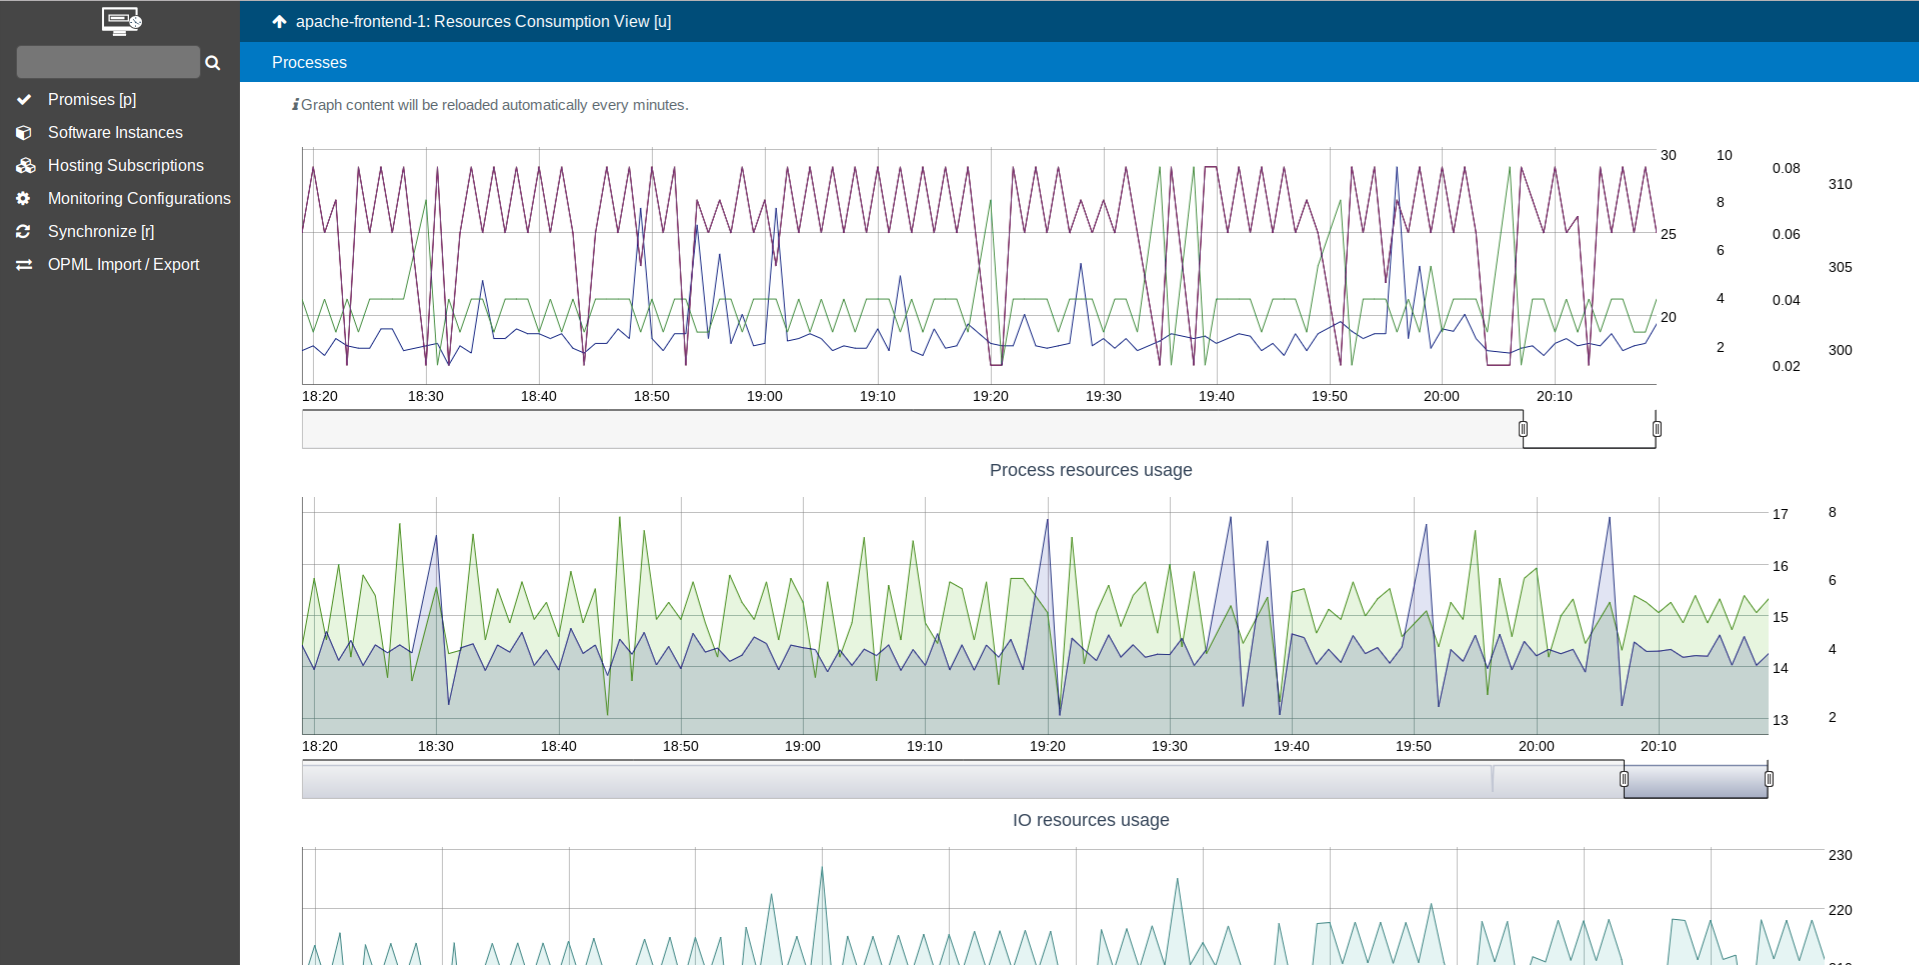 apache-frontend-1: Resources Consumption View [u]
Processes
Promises [p]
Software Instances
Hosting Subscriptions
Monitoring Configurations
Synchronize [r]
OPML Import / Export
i Graph content will be reloaded automatically every minutes.
30 10
0.08
310
8
25 0.06
6
305
4 0.04
20
2 300
0.02
18:20 18:30 18:40 18:50 19:00 19:10 19:20 19:30 19:40 19:50 20:00 20:10
Process resources usage
17 8
16 6
15
4
14
13 2
18:20 18:30 18:40 18:50 19:00 19:10 19:20 19:30 19:40 19:50 20:00 20:10
IO resources usage
230
220